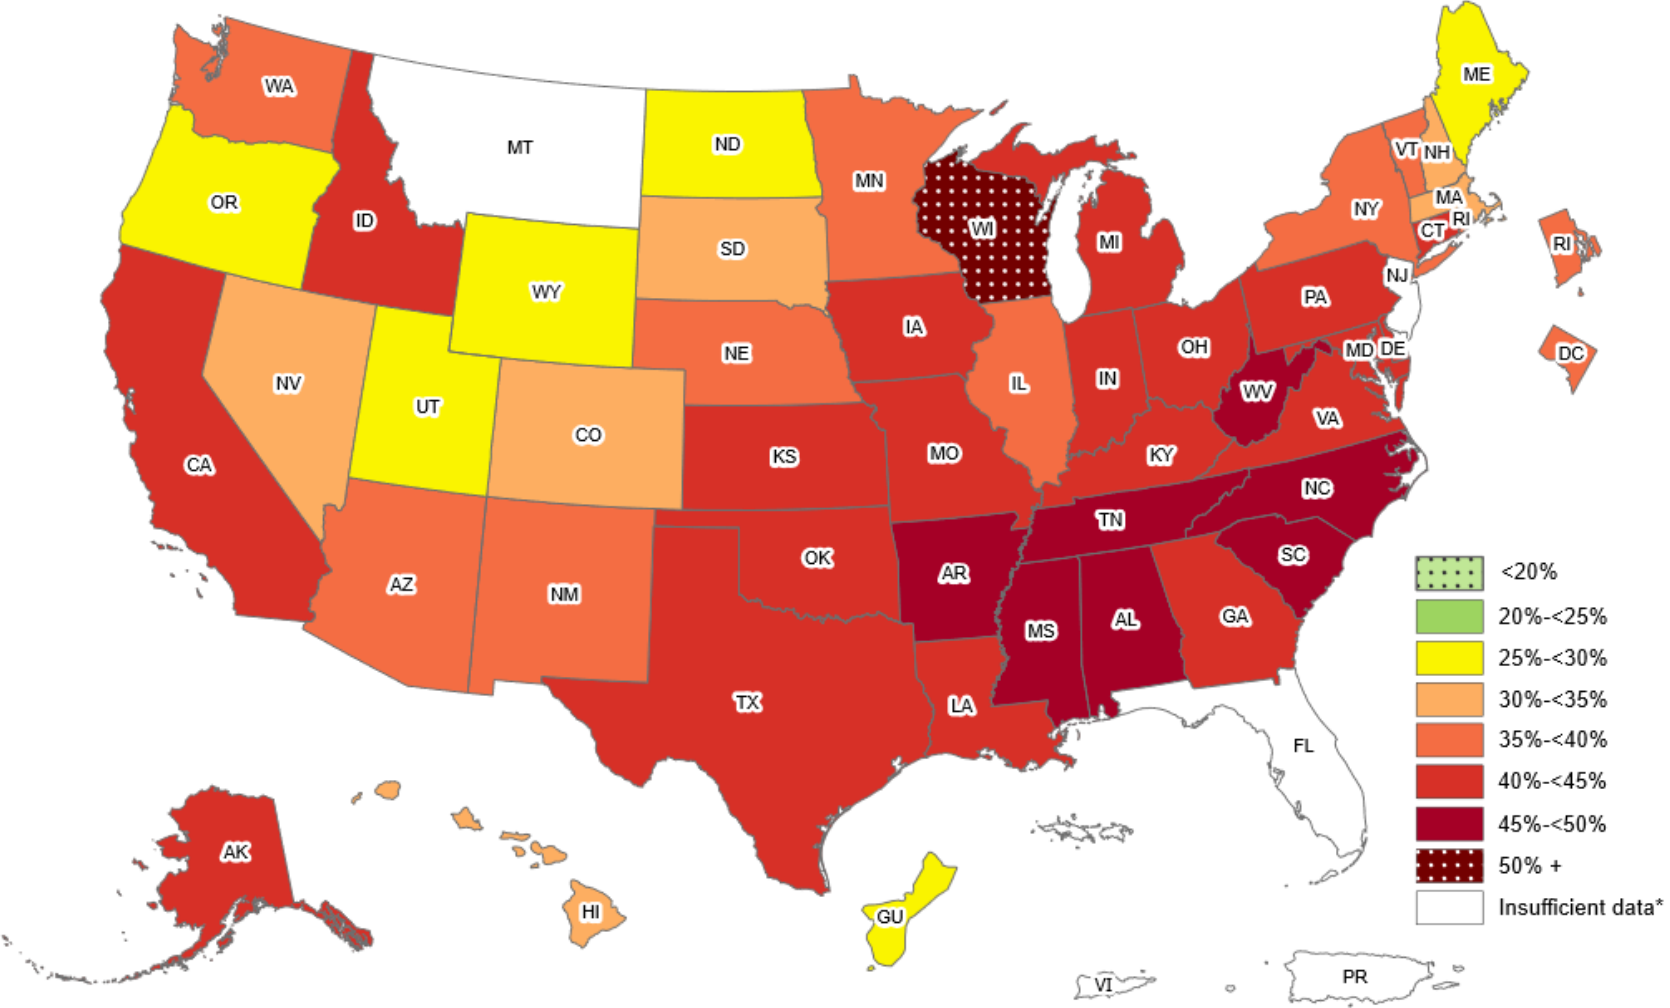 ME
WA
MT
ND
VT
NH
MN
MA
OR
NY
RI
ID
WI
CT
MI
RI
SD
NJ
WY
PA
IA
OH
MD
DE
NE
DC
NV
IN
IL
WV
UT
VA
CO
MO
KY
KS
CA
NC
TN
OK
SC
AR
<20%
AZ
NM
GA
20%-<25%
AL
MS
25%-<30%
TX
LA
30%-<35%
FL
35%-<40%
40%-<45%
45%-<50%
AK
50% +
HI
GU
Insufficient data*
VI
PR